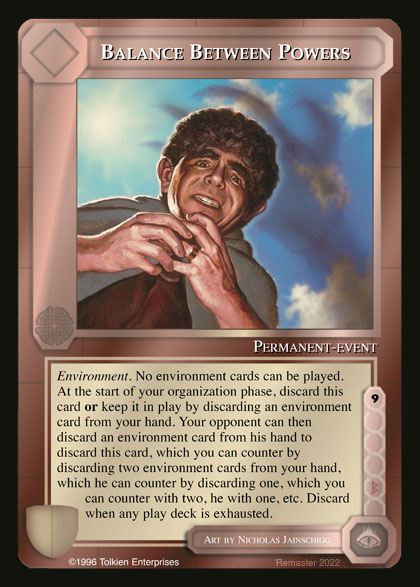 Balance Between Powers
Permanent-event
Environment. No environment cards can be played.
At the start of your organization phase, discard this
card or keep it in play by discarding an environment
card from your hand. Your opponent can then
discard an environment card from his hand to
discard this card, which you can counter by
discarding two environment cards from your hand,
which he can counter by discarding one, which you
can counter with two, he with one, etc. Discard
when any play deck is exhausted.
9
Art by Nicholas Jainschigg
©1996 Tolkien Enterprises
Remaster 2022